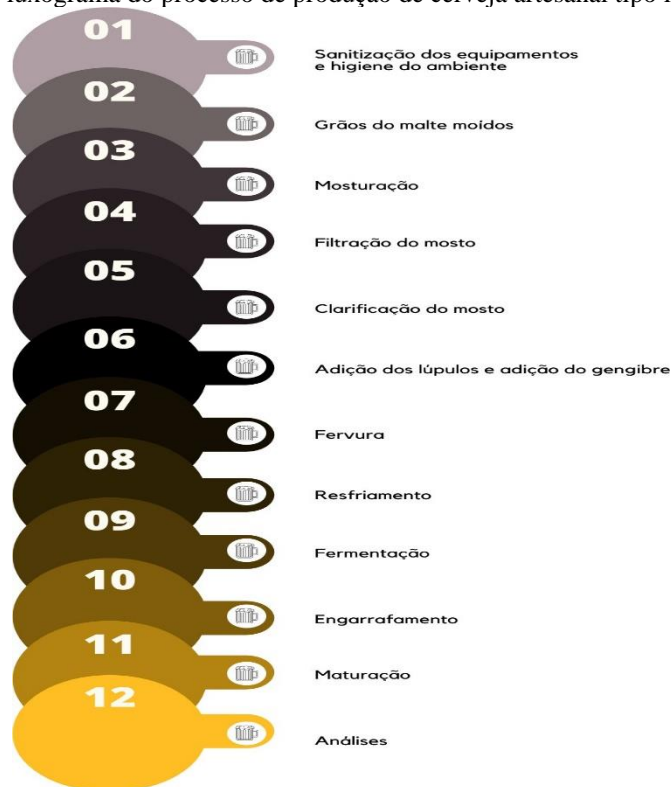 fluxograma do processo de produção de cerveja artesanal tipo
01
Sanitização dos equipamentos
e higiene do ambiente
02
Grãos do malte moídos
03
Mosturação
04
Filtração do mosto
05
Clarificação do mosto
06
Adição dos lúpulos e adição do gengibre
07
Fervura
08
Resfriamento
09
Fermentação
10
Engarrafamento
11
Maturação
12
Análises